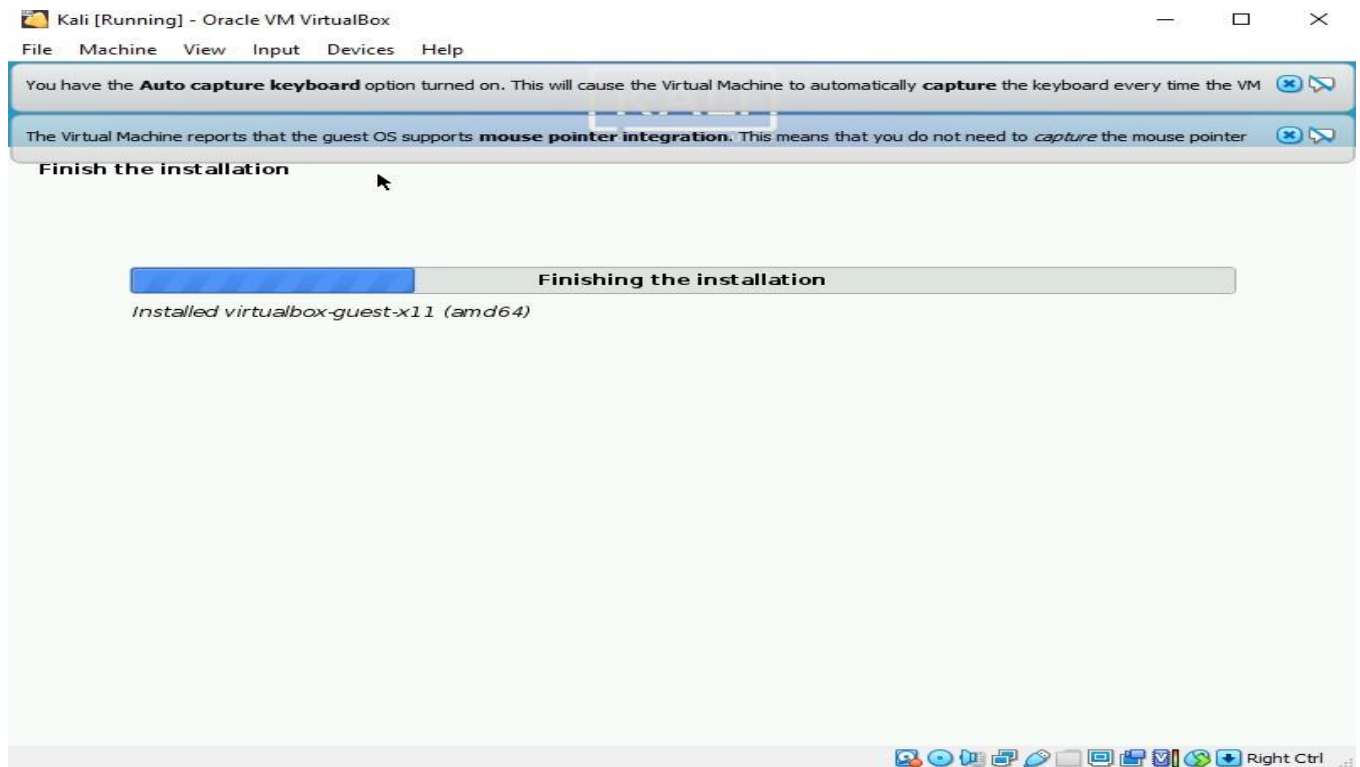 Kali [Running] - Oracle VM VirtualBox
File Machine View Input Devices Help
You have the Auto capture keyboard option turned on. This will cause the Virtual Machine to automatically capture the keyboard every time the VM
KALI
The Virtual Machine reports that the guest OS supports mouse pointer integration. This means that you do not need to capture the mouse pointer
Finish the installation
Finishing the installation
Installed virtualbox-guest-x11 (amd64)
Right Ctrl